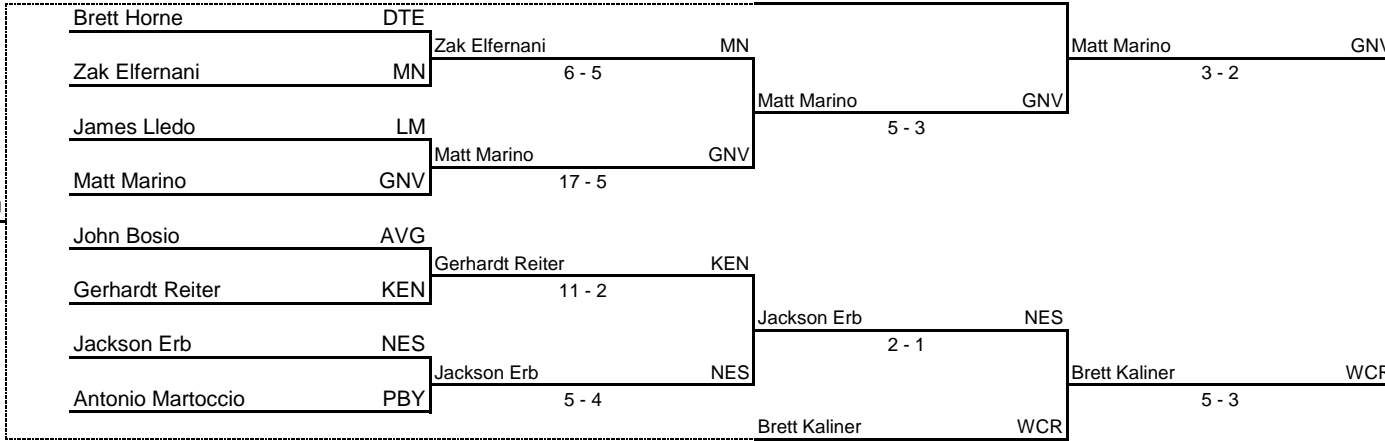 Brett Horne DTE
Zak Elfernani MN
Matt Marino GNV
Zak Elfernani MN
6 - 5
3 - 2
Matt Marino GNV
James Lledo LM
5 - 3
Matt Marino GNV
Matt Marino GNV
17 - 5
John Bosio AVG
Gerhardt Reiter KEN
Gerhardt Reiter KEN
11 - 2
Jackson Erb NES
Jackson Erb NES
2 - 1
Jackson Erb NES
Brett Kaliner WCR
Antonio Martoccio PBY
5 - 4
5 - 3
Brett Kaliner WCR